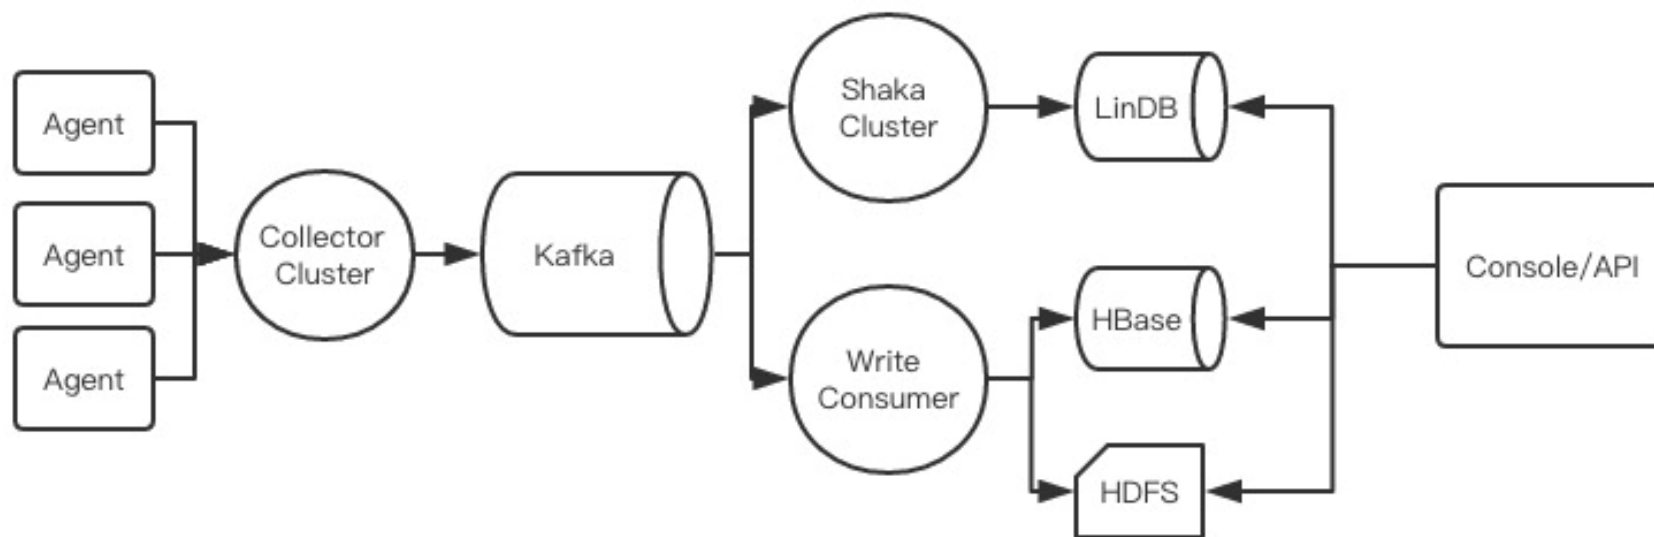 Agent
Agent
Agent
Collector
Cluster
Kafka
Shaka
Cluster
Write
Consumer
LinDB
HBase
HDFS
Console/API